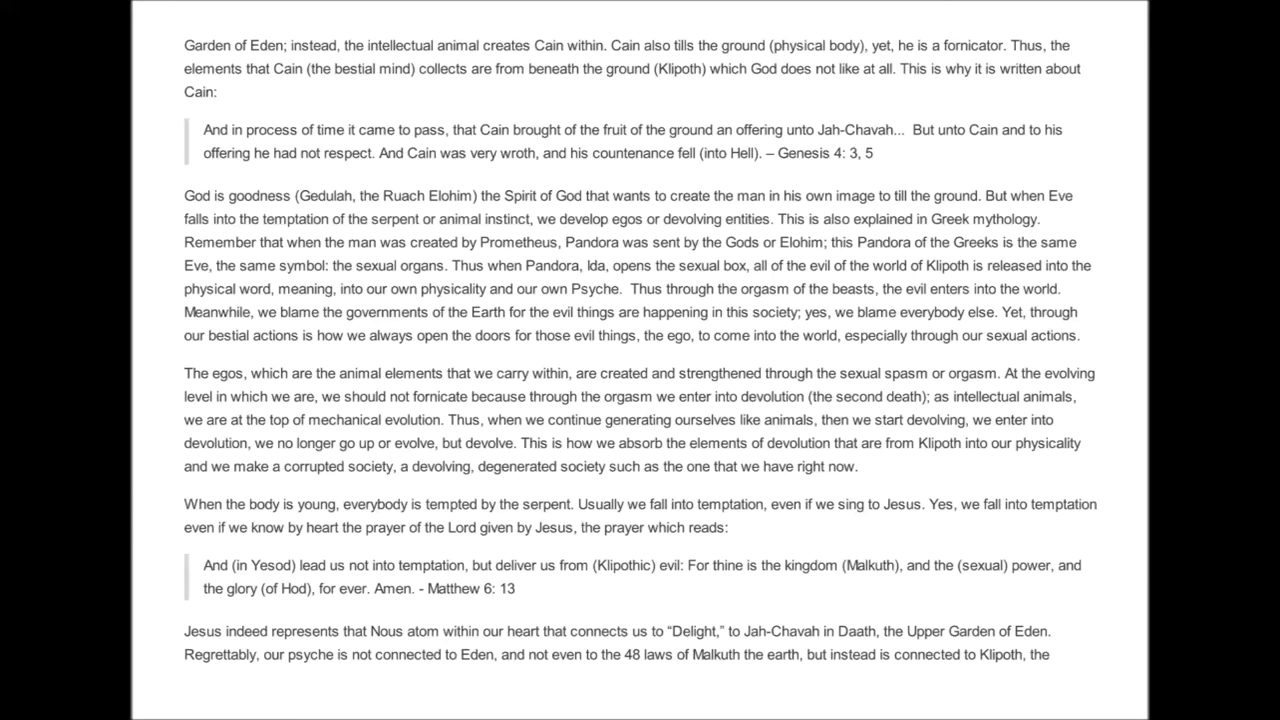 Garden of Eden; instead, the intellectual animal creates Cain within. Cain also tills the ground (physical body), yet, he is a fornicator. Thus, the
elements that Cain (the bestial mind) collects are from beneath the ground (Klipoth) which God does not like at all. This is why it is written about
Cain:
And in process of time it came to pass, that Cain brought of the fruit of the ground an offering unto Jah-Chavah...  But unto Cain and to his
offering he had not respect. And Cain was very wroth, and his countenance fell (into Hell). – Genesis 4: 3, 5
God is goodness (Gedulah, the Ruach Elohim) the Spirit of God that wants to create the man in his own image to till the ground. But when Eve
falls into the temptation of the serpent or animal instinct, we develop egos or devolving entities. This is also explained in Greek mythology.
Remember that when the man was created by Prometheus, Pandora was sent by the Gods or Elohim; this Pandora of the Greeks is the same
Eve, the same symbol: the sexual organs. Thus when Pandora, Ida, opens the sexual box, all of the evil of the world of Klipoth is released into the
physical word, meaning, into our own physicality and our own Psyche.  Thus through the orgasm of the beasts, the evil enters into the world.
Meanwhile, we blame the governments of the Earth for the evil things are happening in this society; yes, we blame everybody else. Yet, through
our bestial actions is how we always open the doors for those evil things, the ego, to come into the world, especially through our sexual actions.
The egos, which are the animal elements that we carry within, are created and strengthened through the sexual spasm or orgasm. At the evolving
level in which we are, we should not fornicate because through the orgasm we enter into devolution (the second death); as intellectual animals,
we are at the top of mechanical evolution. Thus, when we continue generating ourselves like animals, then we start devolving, we enter into
devolution, we no longer go up or evolve, but devolve. This is how we absorb the elements of devolution that are from Klipoth into our physicality
and we make a corrupted society, a devolving, degenerated society such as the one that we have right now.
When the body is young, everybody is tempted by the serpent. Usually we fall into temptation, even if we sing to Jesus. Yes, we fall into temptation
even if we know by heart the prayer of the Lord given by Jesus, the prayer which reads:
And (in Yesod) lead us not into temptation, but deliver us from (Klipothic) evil: For thine is the kingdom (Malkuth), and the (sexual) power, and
the glory (of Hod), for ever. Amen. - Matthew 6: 13
Jesus indeed represents that Nous atom within our heart that connects us to “Delight,” to Jah-Chavah in Daath, the Upper Garden of Eden.
Regrettably, our psyche is not connected to Eden, and not even to the 48 laws of Malkuth the earth, but instead is connected to Klipoth, the